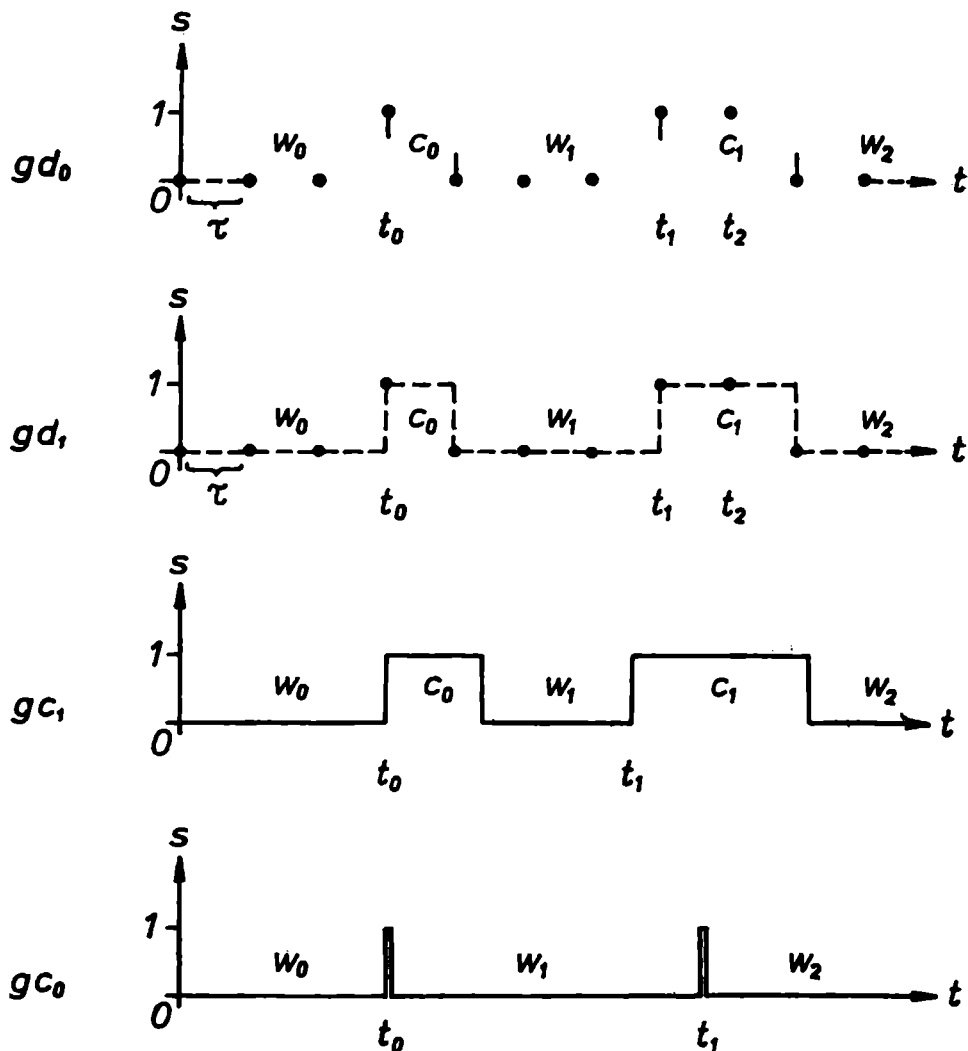 s
1
w₀ c₀ w₁ c₁ w₂
gd₀
0 τ t₀ t₁ t₂ t
s
1
w₀ c₀ w₁ c₁ w₂
gd₁
0 τ t₀ t₁ t₂ t
s
1
w₀ c₀ w₁ c₁ w₂
gc₁
0 t
t₀ t₁
s
1
w₀ w₁ w₂
gc₀
0 t
t₀ t₁